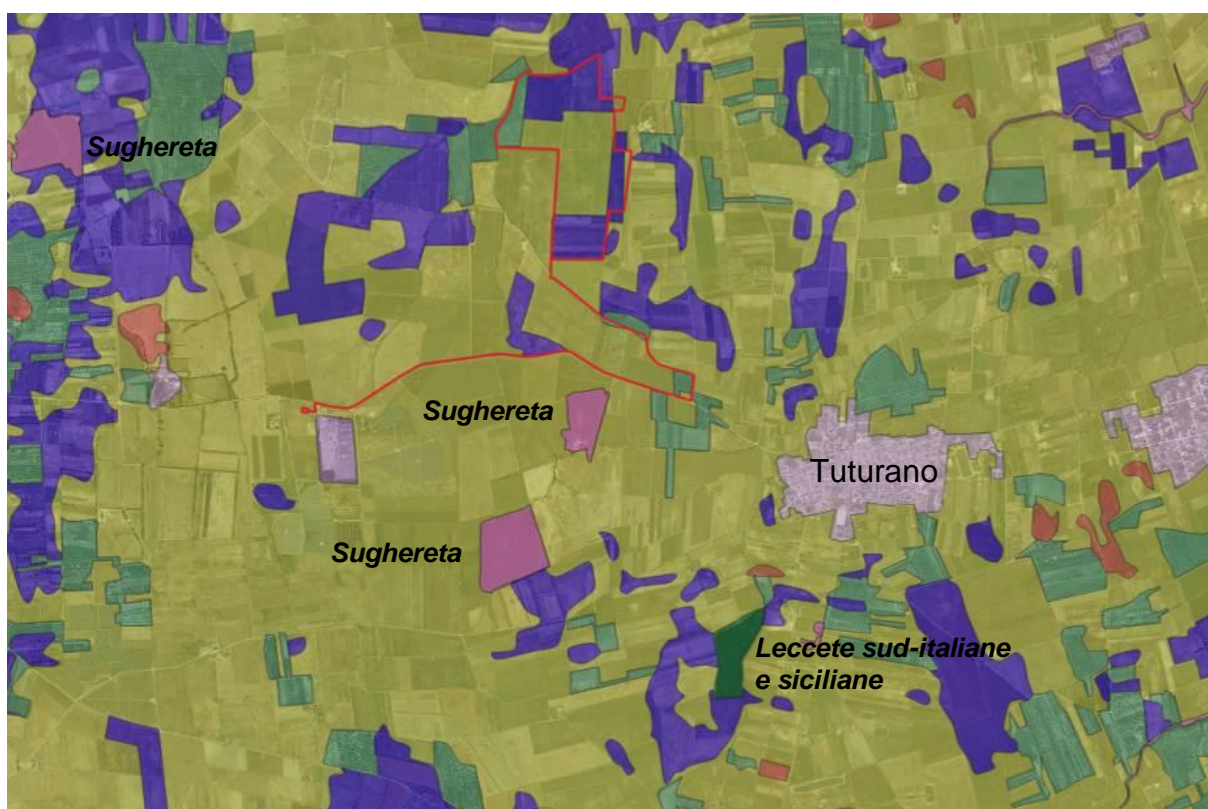 Sughereta
Sughereta
Tuturano
Sughereta
Leccete sud-italiane
e siciliane